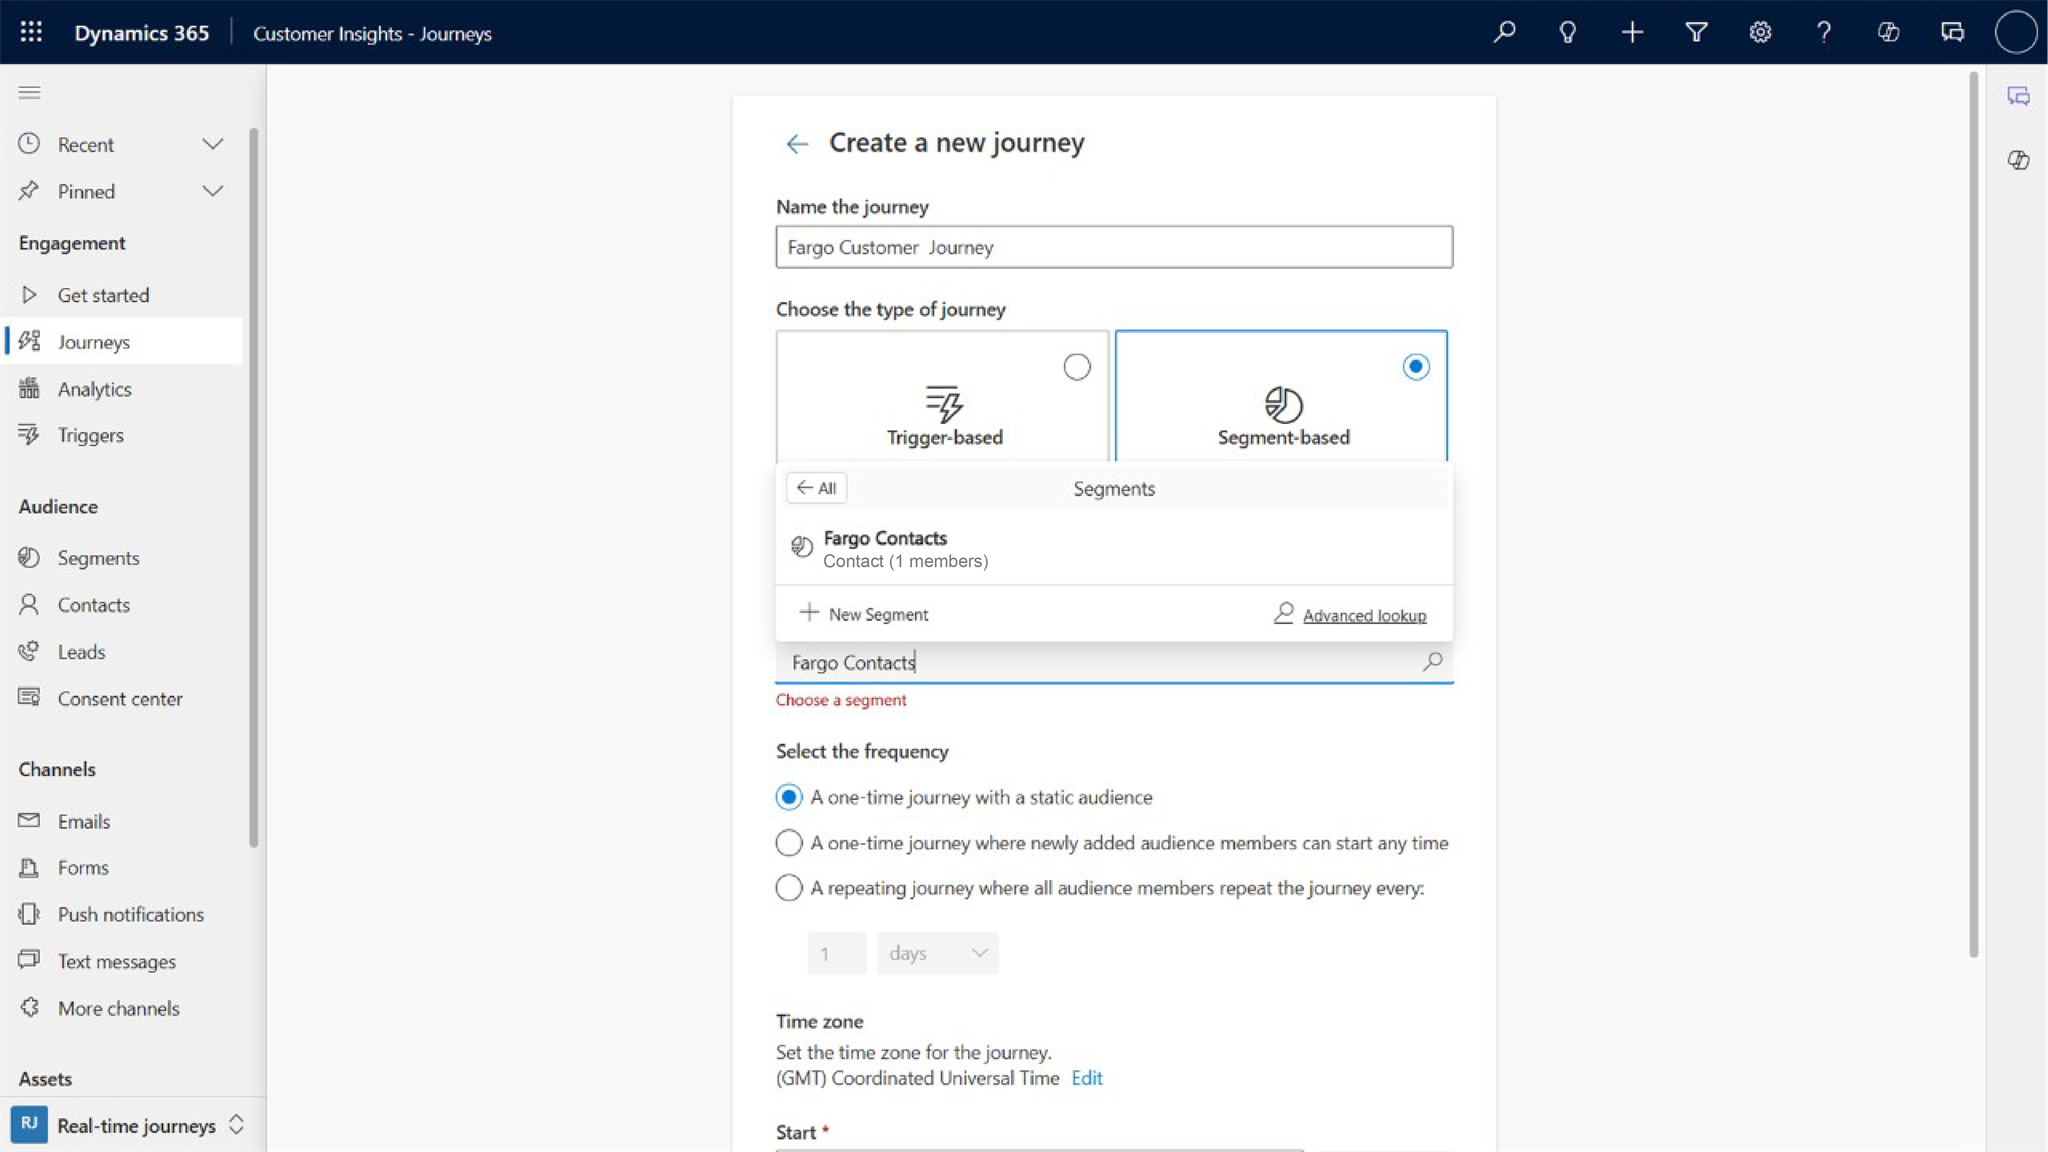 Dynamics 365
Customer Insights - Journeys
Recent
Pinned
Engagement
Get started
Journeys
Analytics
Triggers
Audience
Segments
Contacts
Leads
Consent center
Channels
Emails
Forms
Push notifications
Text messages
More channels
Assets
RJ
Real-time journeys
Create a new journey
Name the journey
Fargo Customer  Journey
Choose the type of journey
Trigger-based
Segment-based
All
Segments
Fargo Contacts
Contact (1 members)
New Segment
Advanced lookup
Fargo Contacts
Choose a segment
Select the frequency
A one-time journey with a static audience
A one-time journey where newly added audience members can start any time
A repeating journey where all audience members repeat the journey every:
1
days
Time zone
Set the time zone for the journey.
(GMT) Coordinated Universal Time Edit
Start *